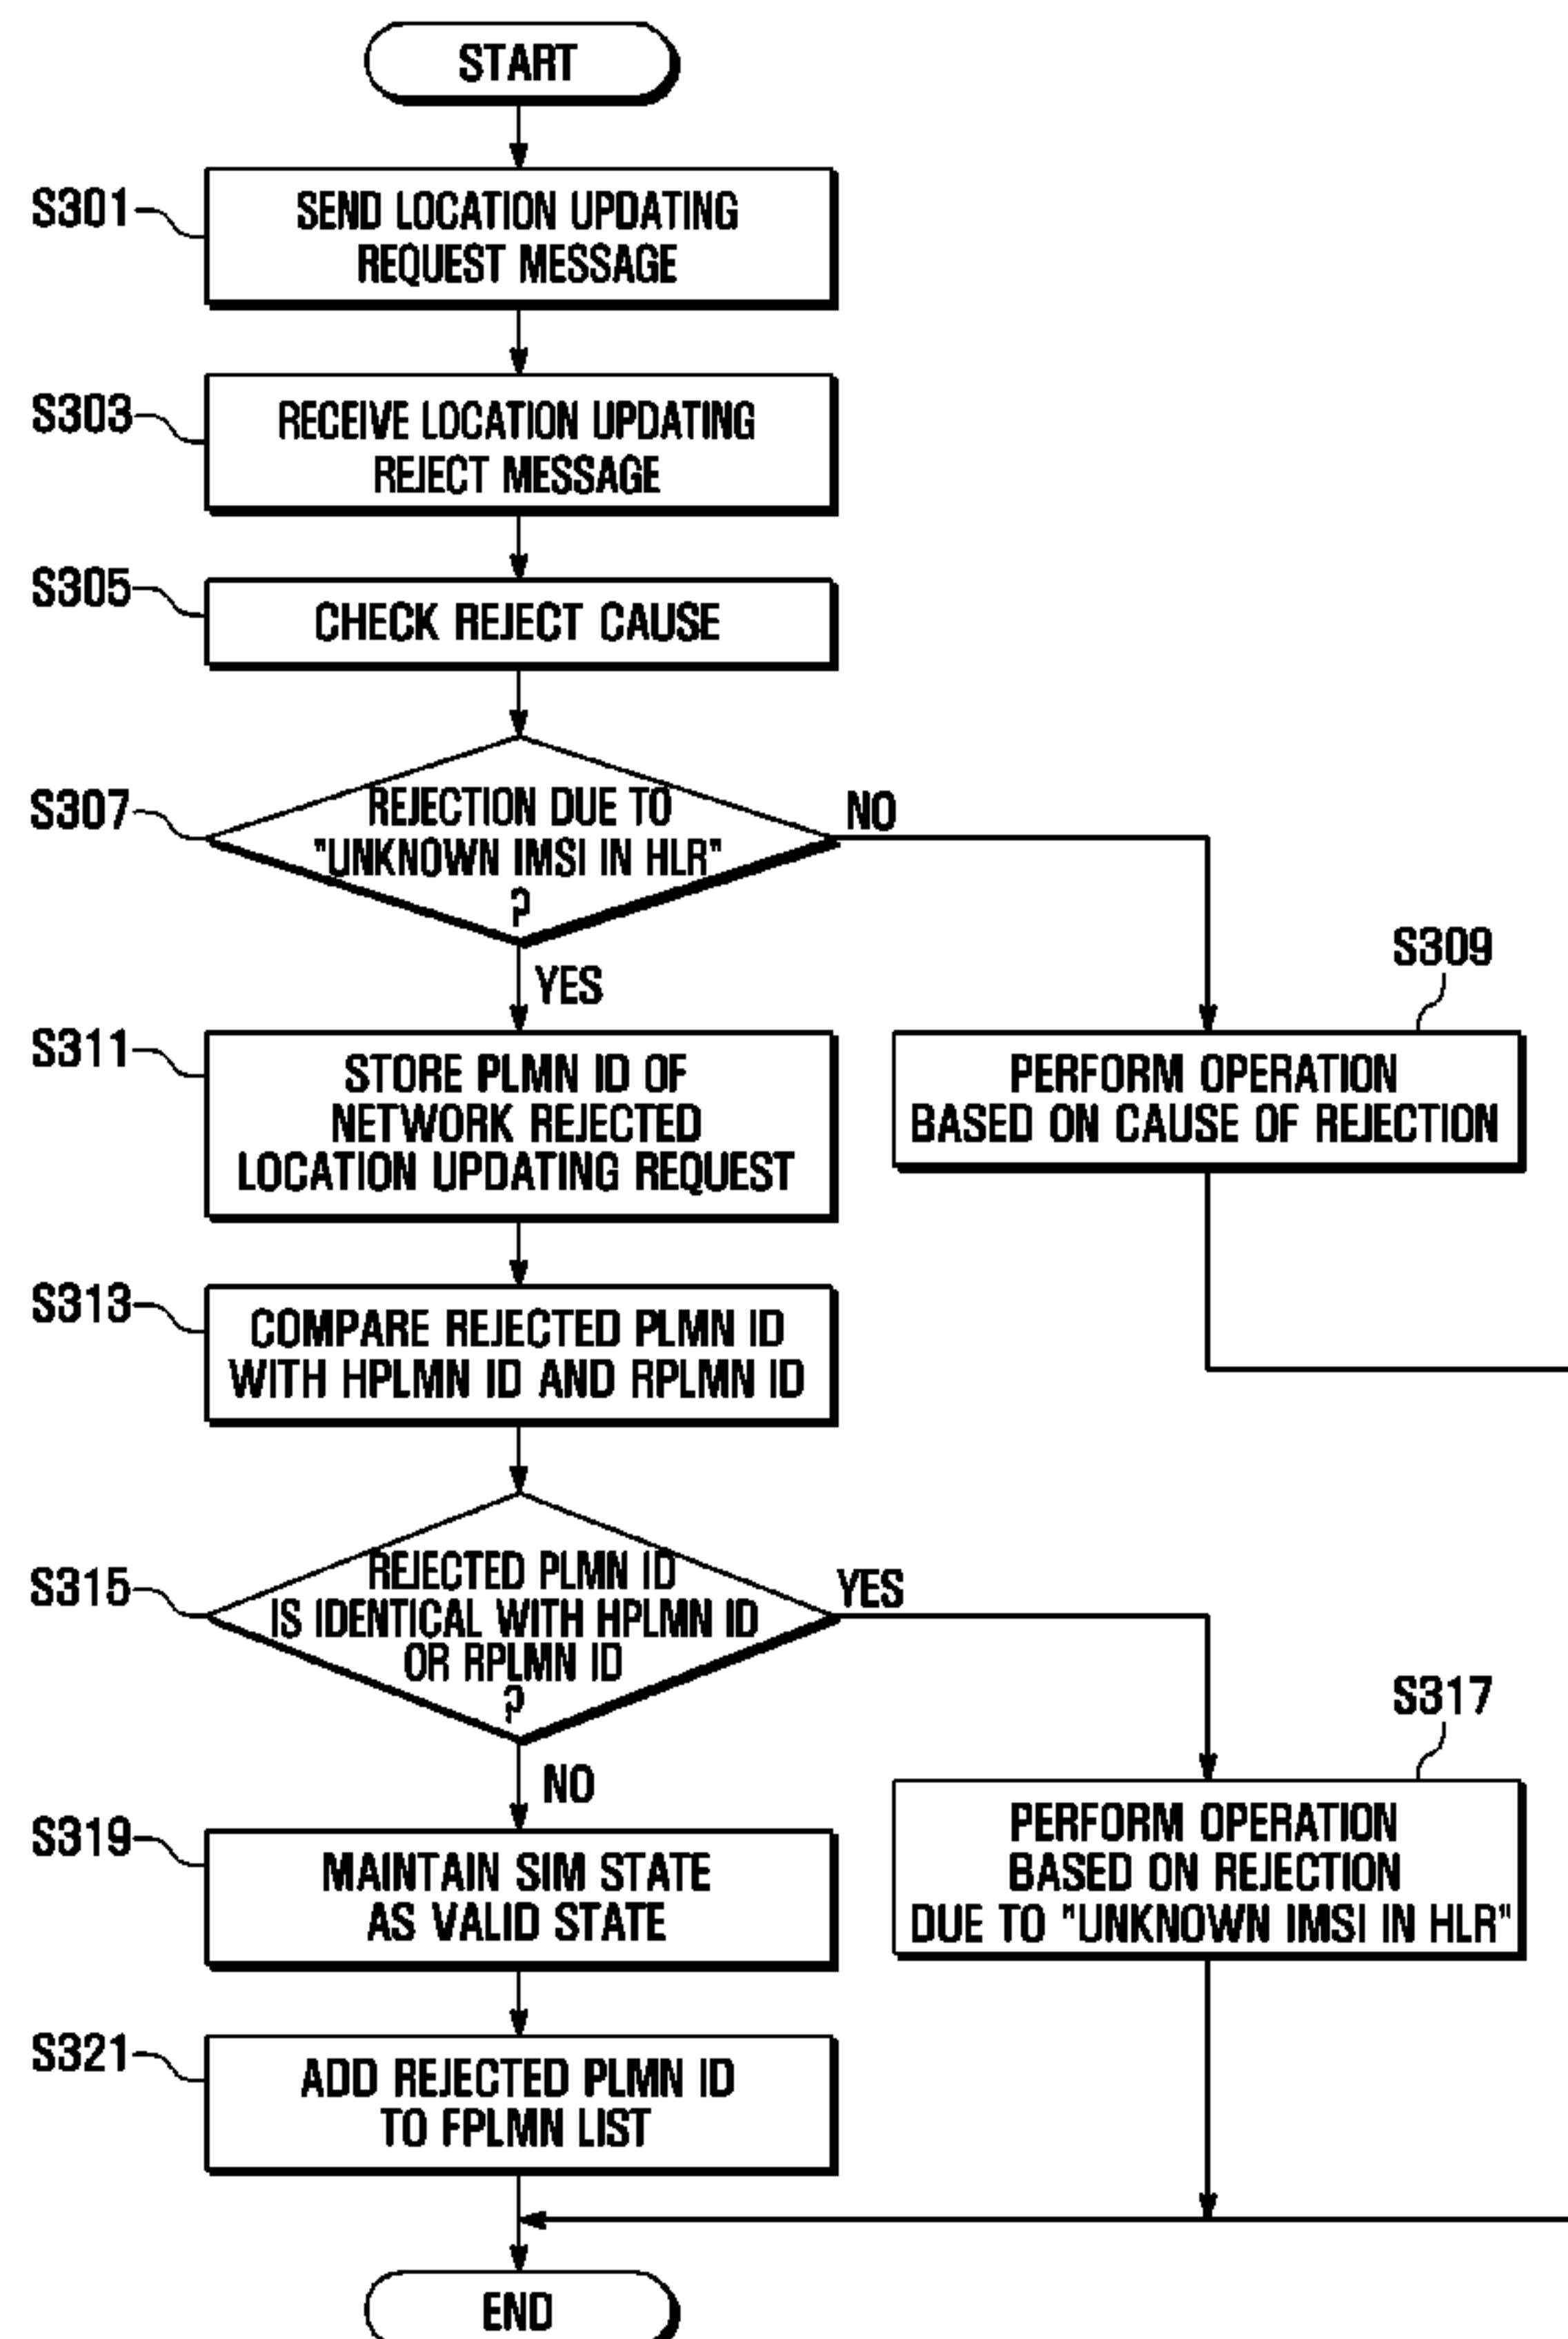 START
S301
SEND LOCATION UPDATING
REQUEST MESSAGE
S303
RECEIVE LOCATION UPDATING
REJECT MESSAGE
S305
CHECK REJECT CAUSE
S307
REJECTION DUE TO
"UNKNOWN IMSI IN HLR"
?
NO
YES
S309
PERFORM OPERATION
BASED ON CAUSE OF REJECTION
S311
STORE PLMN ID OF
NETWORK REJECTED
LOCATION UPDATING REQUEST
S313
COMPARE REJECTED PLMN ID
WITH HPLMN ID AND RPLMN ID
S315
REJECTED PLMN ID
IS IDENTICAL WITH HPLMN ID
OR RPLMN ID
?
YES
NO
S317
PERFORM OPERATION
BASED ON REJECTION
DUE TO "UNKNOWN IMSI IN HLR"
S319
MAINTAIN SIM STATE
AS VALID STATE
S321
ADD REJECTED PLMN ID
TO FPLMN LIST
END